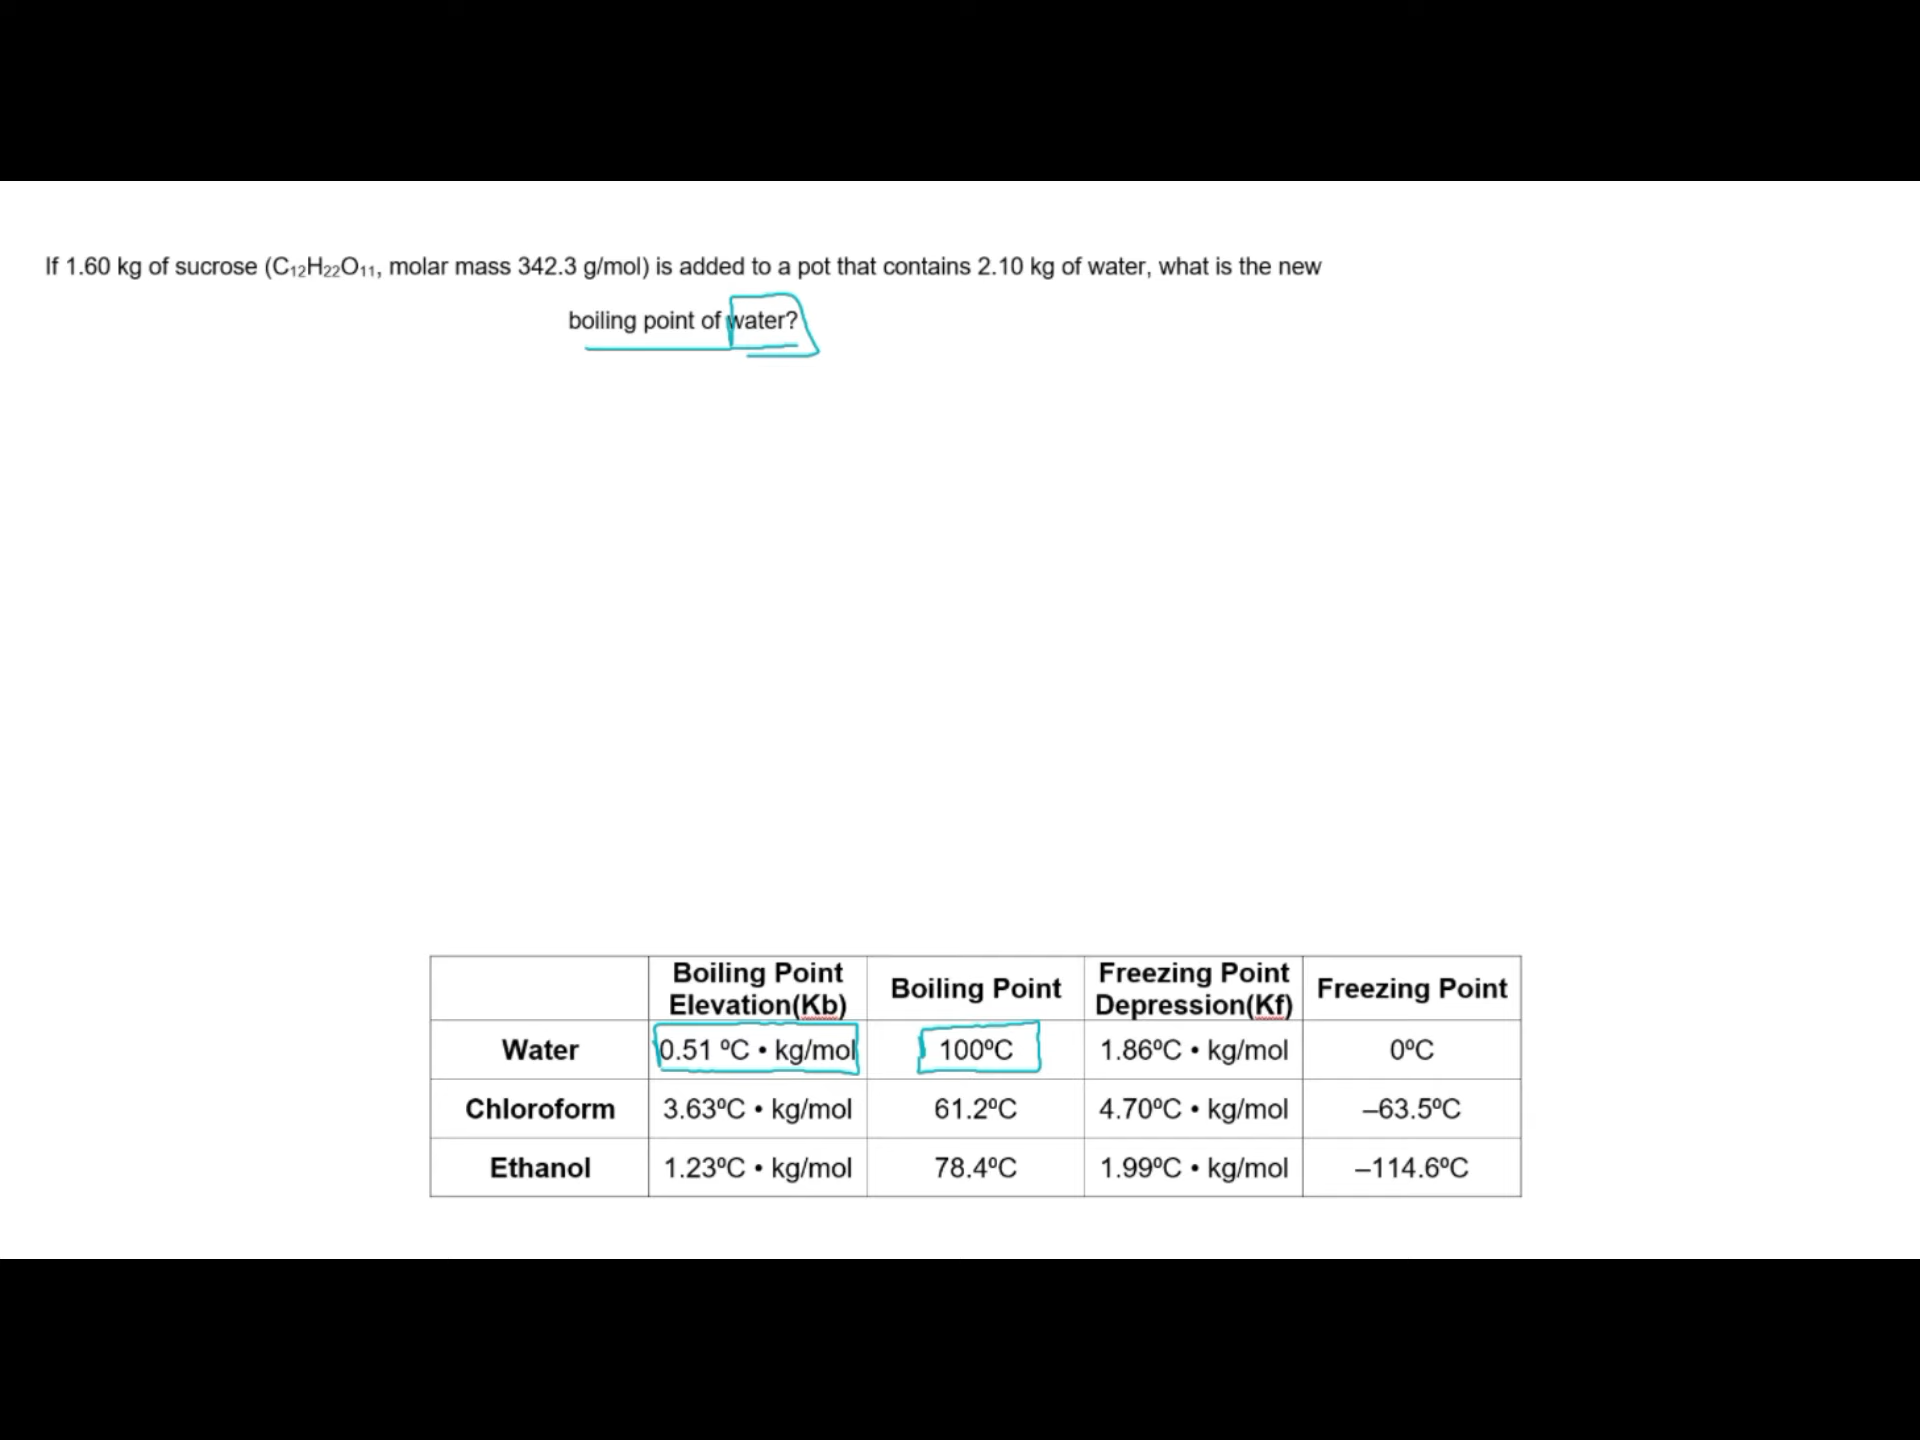 If 1.60 kg of sucrose (C₁₂H₂₂O₁₁, molar mass 342.3 g/mol) is added to a pot that contains 2.10 kg of water, what is the new
boiling point of water?
Boiling Point Elevation(Kb) Boiling Point Freezing Point Depression(Kf) Freezing Point
Water 0.51 ºC • kg/mol 100ºC 1.86ºC • kg/mol 0ºC
Chloroform 3.63ºC • kg/mol 61.2ºC 4.70ºC • kg/mol –63.5ºC
Ethanol 1.23ºC • kg/mol 78.4ºC 1.99ºC • kg/mol –114.6ºC